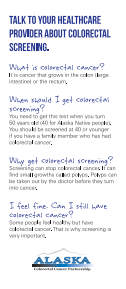 TALK TO YOUR HEALTHCARE
PROVIDER ABOUT COLORECTAL
SCREENING.
What is colorectal cancer?
It is cancer that grows in the colon (large
intestine) or the rectum.
When should I get colorectal
screening?
You need to get this test when you turn
50 years old (40 for Alaska Native people).
You should be screened at 40 or younger
if you have a family member who has had
colorectal cancer.
Why get colorectal screening?
Screening can stop colorectal cancer. It can
find small growths called polyps. Polyps can
be taken out by the doctor before they turn
into cancer.
I feel fine. Can I still have
colorectal cancer?
Some people feel healthy but have
colorectal cancer. That is why screening is
very important.
ALASKA
Colorectal Cancer Partnership